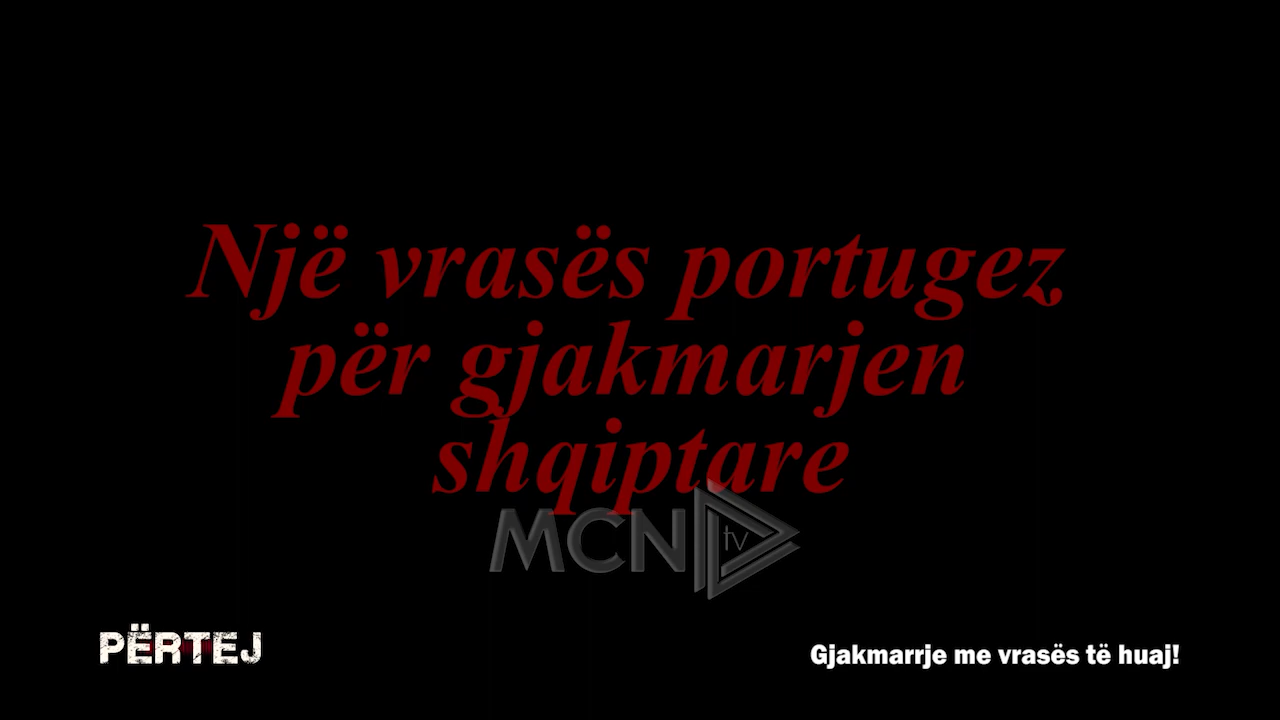 Një vrasës portugez
për gjakmarjen
shqiptare
MCN tv
PËRTEJ
Gjakmarrje me vrasës të huaj!